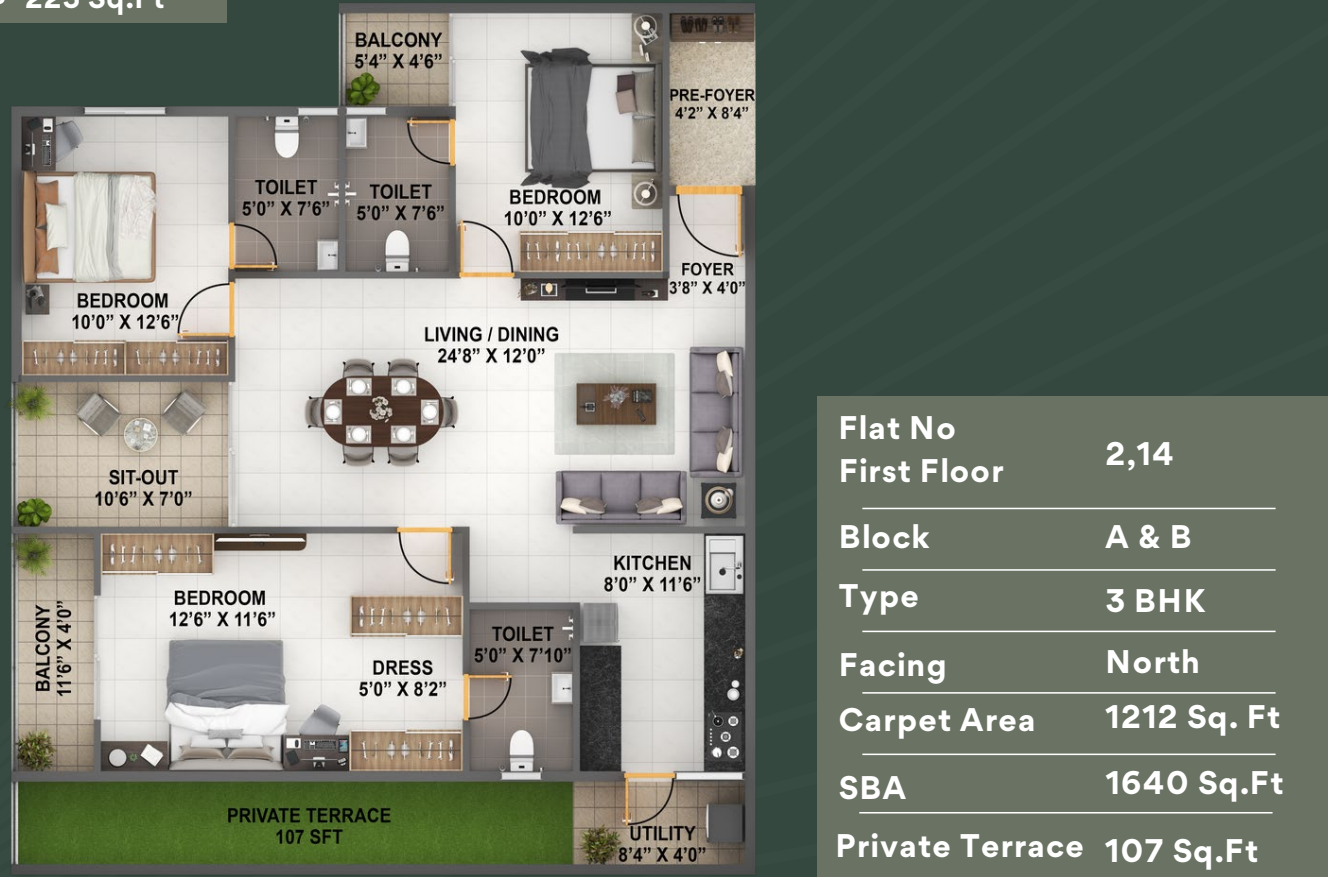 225 Sq.Ft
BALCONY
5'4” X 4'6”
PRE-FOYER
4'2” X 8'4”
TOILET
5'0” X 7'6”
TOILET
5'0” X 7'6”
BEDROOM
10'0” X 12'6”
FOYER
3'8” X 4'0”
BEDROOM
10'0” X 12'6”
LIVING / DINING
24'8” X 12'0”
SIT-OUT
10'6” X 7'0”
KITCHEN
8'0” X 11'6”
BALCONY
11'6” X 4'0”
BEDROOM
12'6” X 11'6”
TOILET
5'0” X 7'10”
DRESS
5'0” X 8'2”
PRIVATE TERRACE
107 SFT
UTILITY
8'4” X 4'0”
Flat No
First Floor
2,14
Block A & B
Type 3 BHK
Facing North
Carpet Area 1212 Sq. Ft
SBA 1640 Sq.Ft
Private Terrace 107 Sq.Ft